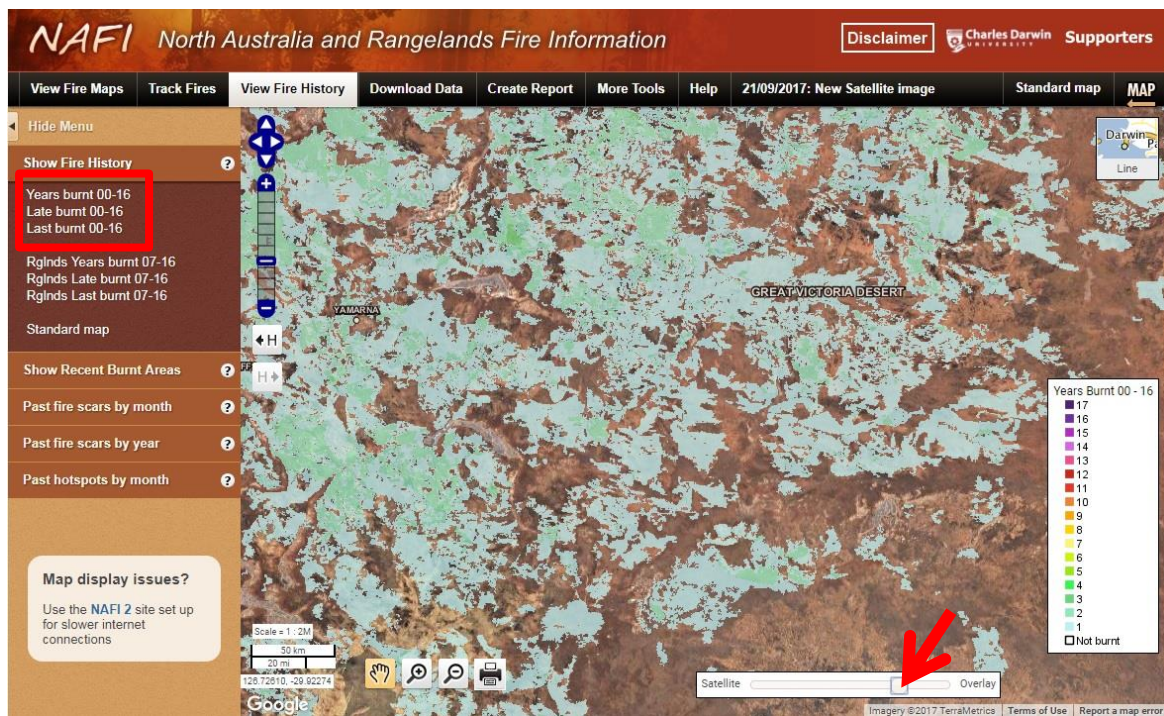 NAFI North Australia and Rangelands Fire Information
Disclaimer
Charles Darwin
UNIVERSITY
Supporters
View Fire Maps
Track Fires
View Fire History
Download Data
Create Report
More Tools
Help
21/09/2017: New Satellite image
Standard map
MAP
Hide Menu
Show Fire History ?
Years burnt 00-16
Late burnt 00-16
Last burnt 00-16
Rglnds Years burnt 07-16
Rglnds Late burnt 07-16
Rglnds Last burnt 07-16
Standard map
Show Recent Burnt Areas ?
Past fire scars by month ?
Past fire scars by year ?
Past hotspots by month ?
Map display issues?
Use the NAFI 2 site set up
for slower internet
connections
H
H
YAMARNA
GREAT VICTORIA DESERT
Darwin
Line
Years Burnt 00 - 16
17
16
15
14
13
12
11
10
9
8
7
6
5
4
3
2
1
Not burnt
Scale = 1 : 2M
50 km
20 mi
126.72610, -29.92274
Google
Satellite
Overlay
Imagery ©2017 TerraMetrics
Terms of Use
Report a map error